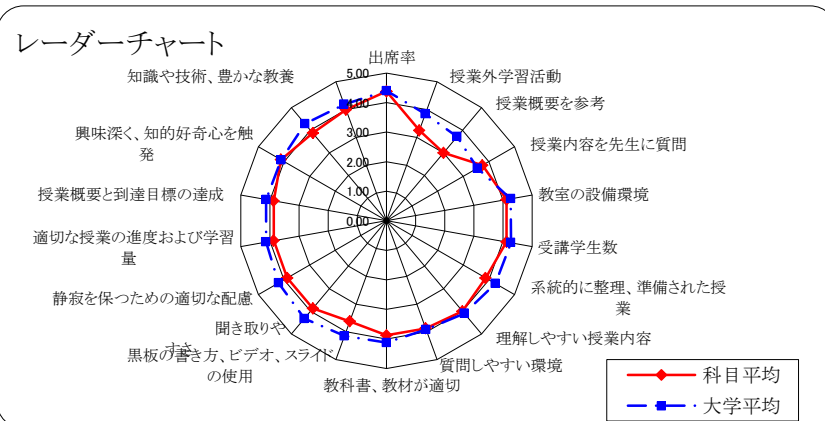 レーダーチャート
出席率
授業外学習活動
授業概要を参考
授業内容を先生に質問
教室の設備環境
受講学生数
系統的に整理、準備された授
業
理解しやすい授業内容
質問しやすい環境
教科書、教材が適切
黒板の書き方、ビデオ、スライド
の使用
聞き取りや
すさ
静寂を保つための適切な配慮
適切な授業の進度および学習
量
授業概要と到達目標の達成
興味深く、知的好奇心を触
発
知識や技術、豊かな教養
5.00
4.00
3.00
2.00
1.00
0.00
科目平均
大学平均